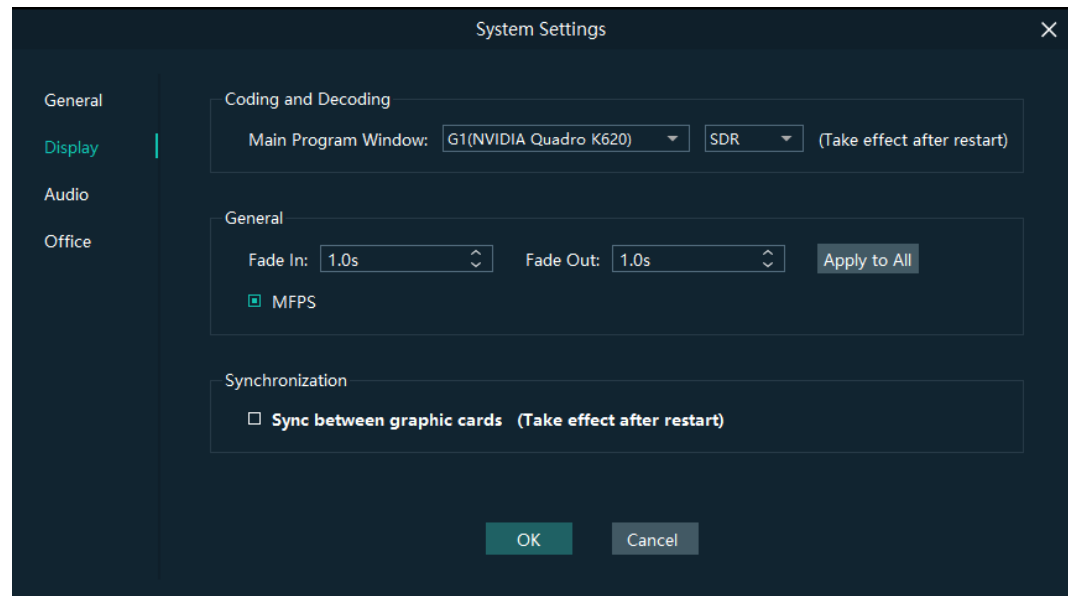 System Settings
General
Display
Audio
Office
Coding and Decoding
Main Program Window: G1(NVIDIA Quadro K620) SDR (Take effect after restart)
General
Fade In: 1.0s Fade Out: 1.0s Apply to All
MFPS
Synchronization
Sync between graphic cards (Take effect after restart)
OK Cancel